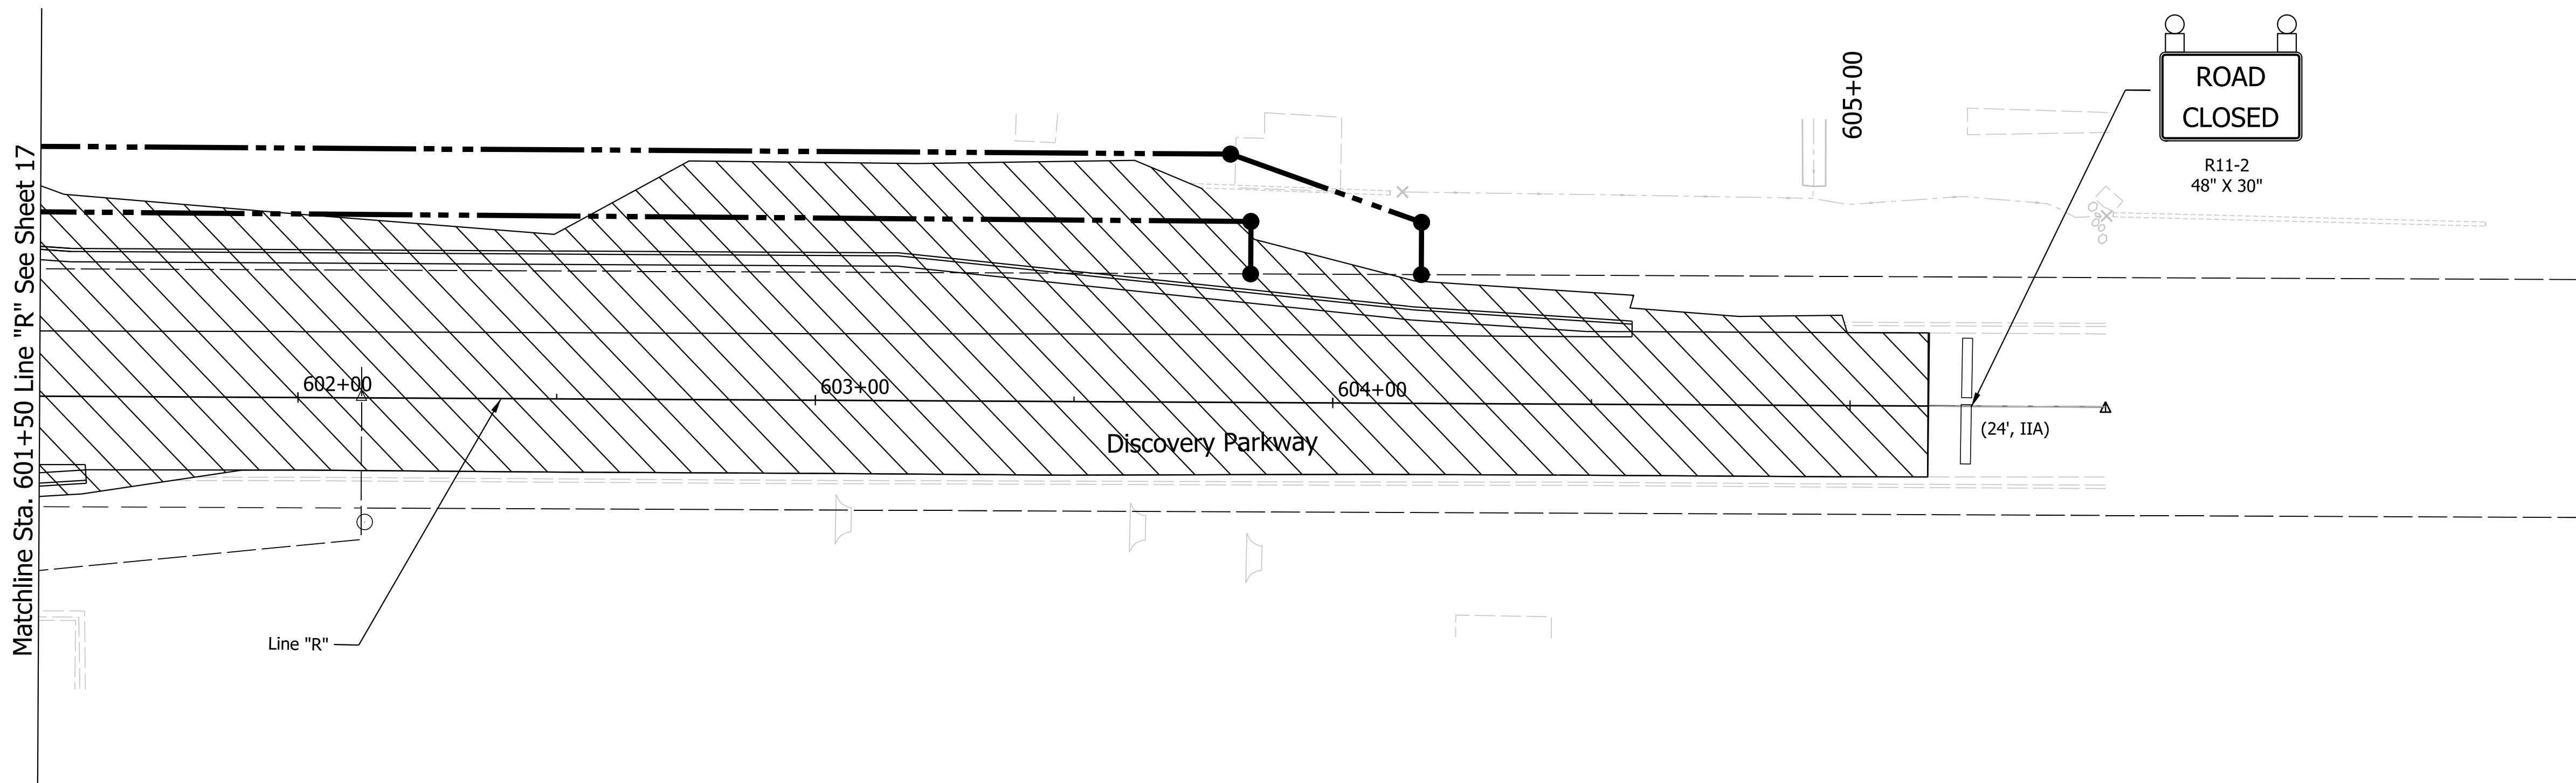 Matchline Sta. 601+50 Line "R" See Sheet 17
605+00
ROAD
CLOSED
R11-2
48" X 30"
602+00
603+00
604+00
Discovery Parkway
(24', IIA)
Line "R"